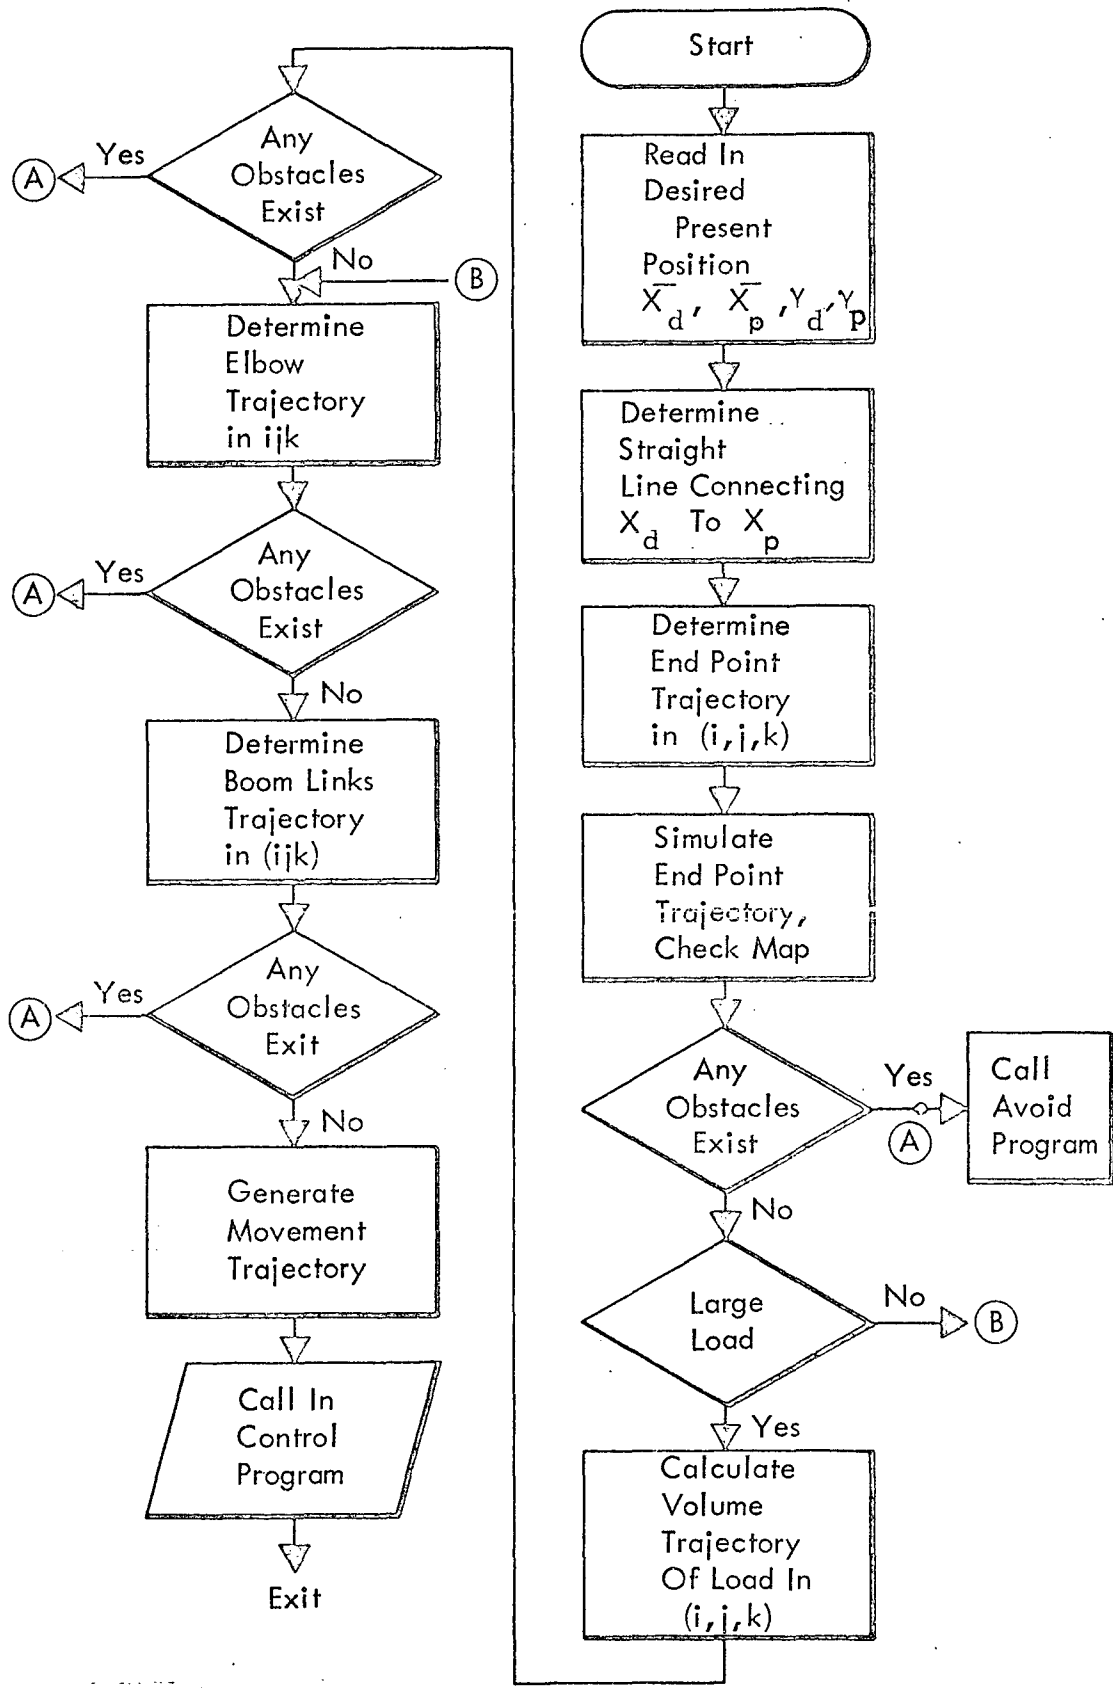 Start
Read In
Desired
Present
Position
X̄d, X̄p, Yd, Yp
Determine
Straight
Line Connecting
Xd To Xp
Determine
End Point
Trajectory
in (i,j,k)
Simulate
End Point
Trajectory,
Check Map
Any
Obstacles
Exist
Yes
A
Call
Avoid
Program
No
Large
Load
No
B
Yes
Calculate
Volume
Trajectory
Of Load In
(i,j,k)
Any
Obstacles
Exist
Yes
A
No
B
Determine
Elbow
Trajectory
in ijk
Any
Obstacles
Exist
Yes
A
No
Determine
Boom Links
Trajectory
in (ijk)
Any
Obstacles
Exit
Yes
A
No
Generate
Movement
Trajectory
Call In
Control
Program
Exit